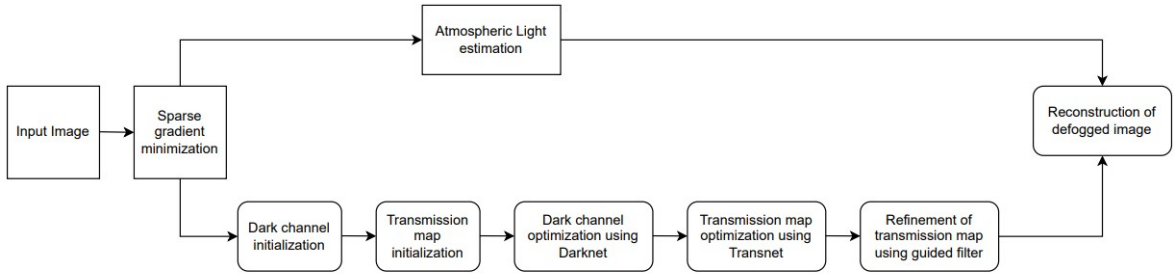 Atmospheric Light
estimation
Input Image
Sparse
gradient
minimization
Reconstruction of
defogged image
Dark channel
initialization
Transmission
map
initialization
Dark channel
optimization using
Darknet
Transmission map
optimization using
Transnet
Refinement of
transmission map
using guided filter